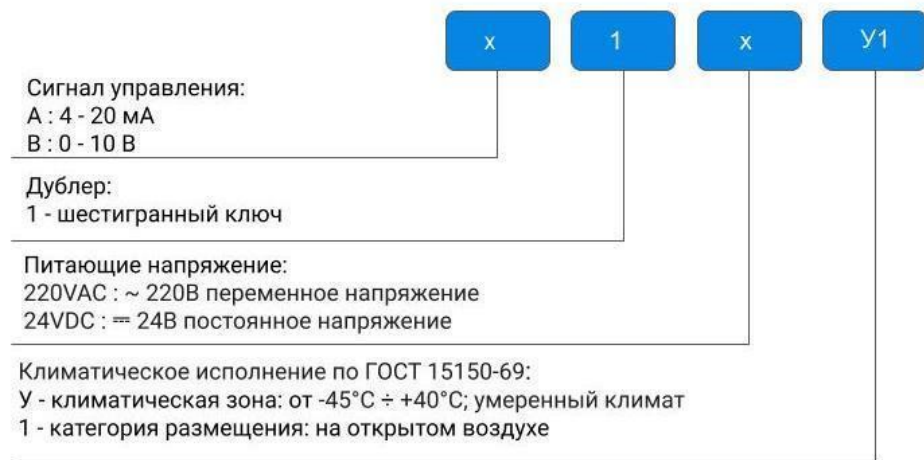 х 1 х У1
Сигнал управления:
А : 4 - 20 мА
В : 0 - 10 В
Дублер:
1 - шестигранный ключ
Питающие напряжение:
220VAC : ~ 220В переменное напряжение
24VDC : ⎓ 24В постоянное напряжение
Климатическое исполнение по ГОСТ 15150-69:
У - климатическая зона: от -45°C ÷ +40°C; умеренный климат
1 - категория размещения: на открытом воздухе